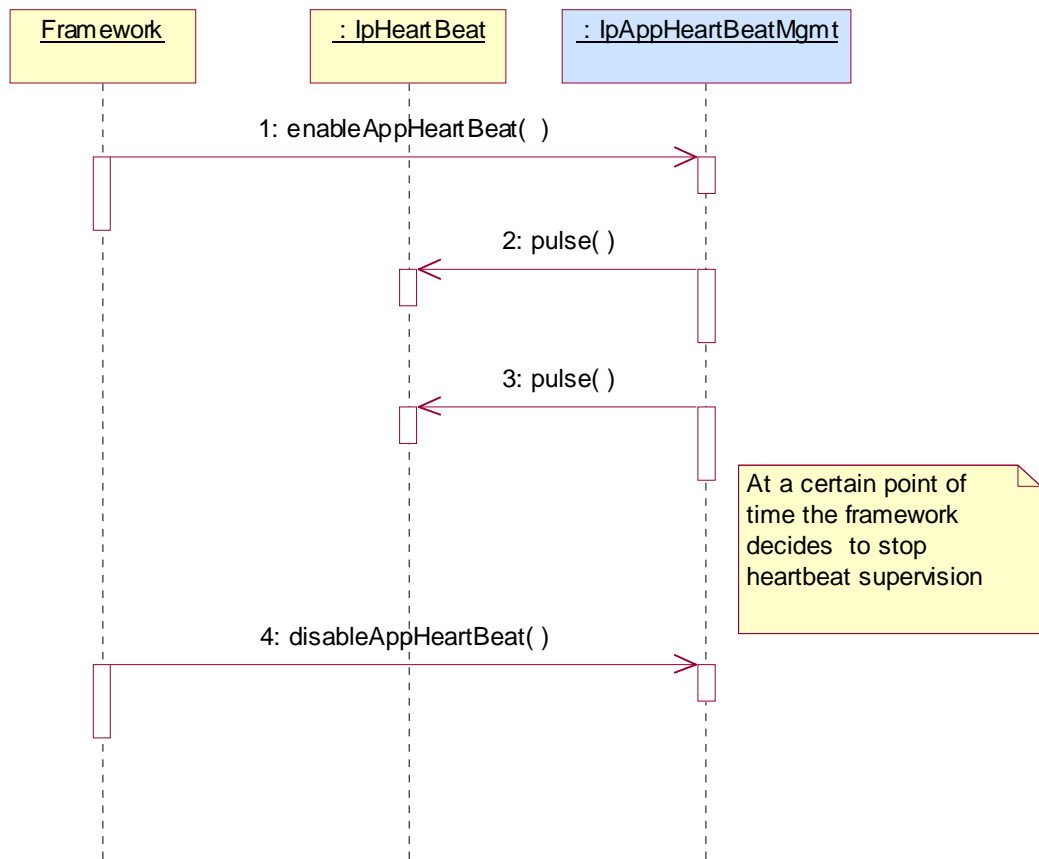 Framework
: IpHeartBeat
: IpAppHeartBeatMgmt
1: enableAppHeartBeat( )
2: pulse( )
3: pulse( )
At a certain point of
time the framework
decides to stop
heartbeat supervision
4: disableAppHeartBeat( )